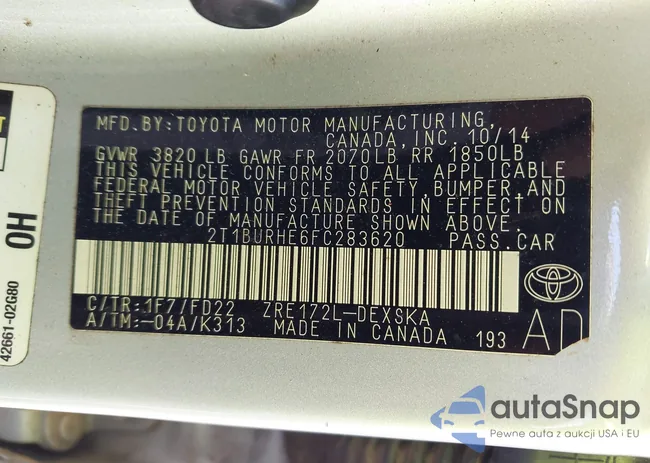 MFD.BY:TOYOTA MOTOR MANUFACTURING,
CANADA,INC. 10/14
GVWR 3820 LB GAWR FR 2070LB RR 1850LB
THIS VEHICLE CONFORMS TO ALL APPLICABLE
FEDERAL MOTOR VEHICLE SAFETY, BUMPER, AND
THEFT PREVENTION STANDARDS IN EFFECT ON
THE DATE OF MANUFACTURE SHOWN ABOVE.
2T1BURHE6FC283620 PASS.CAR
C/TR:1F7/FD22 ZRE172L-DEXSKA
A/TM:-04A/K313 MADE IN CANADA 193
AD
OH
42661-02G80
autaSnap
Pewne auta z aukcji USA i EU